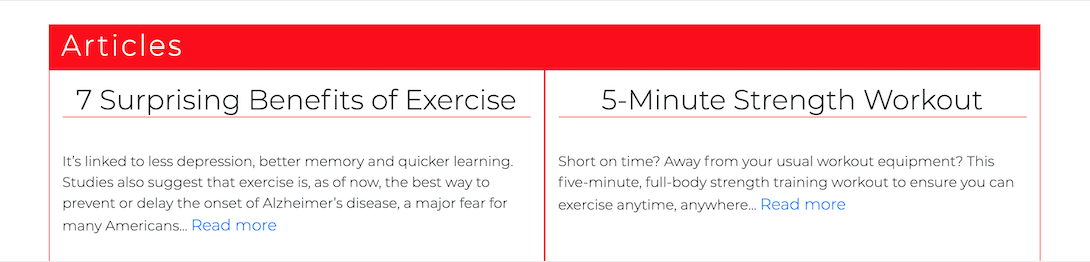 Articles
7 Surprising Benefits of Exercise
It’s linked to less depression, better memory and quicker learning.
Studies also suggest that exercise is, as of now, the best way to
prevent or delay the onset of Alzheimer’s disease, a major fear for
many Americans... Read more
5-Minute Strength Workout
Short on time? Away from your usual workout equipment? This
five-minute, full-body strength training workout to ensure you can
exercise anytime, anywhere... Read more